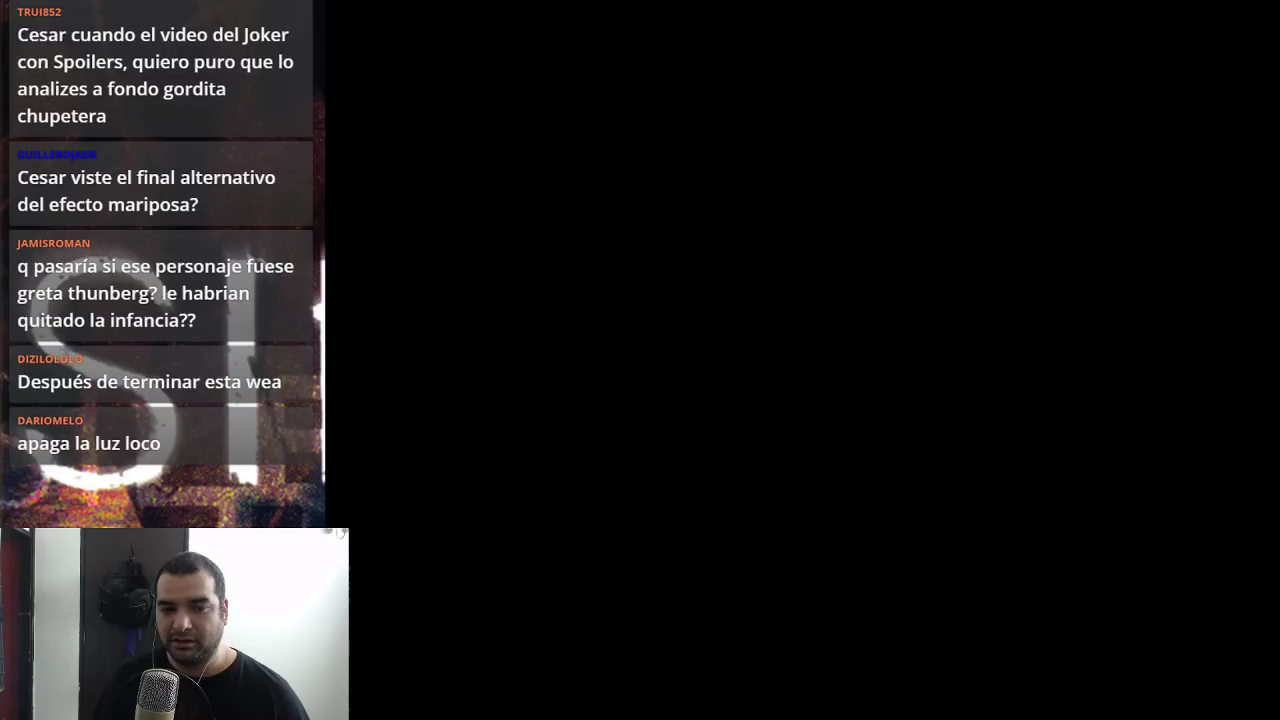 TRUI852
Cesar cuando el video del Joker
con Spoilers, quiero puro que lo
analizes a fondo gordita
chupetera
Cesar viste el final alternativo
del efecto mariposa?
JAMISROMAN
q pasaría si ese personaje fuese
greta thunberg? le habrian
quitado la infancia??
DIZILOLOLO
Después de terminar esta wea
DARIOMELO
apaga la luz loco